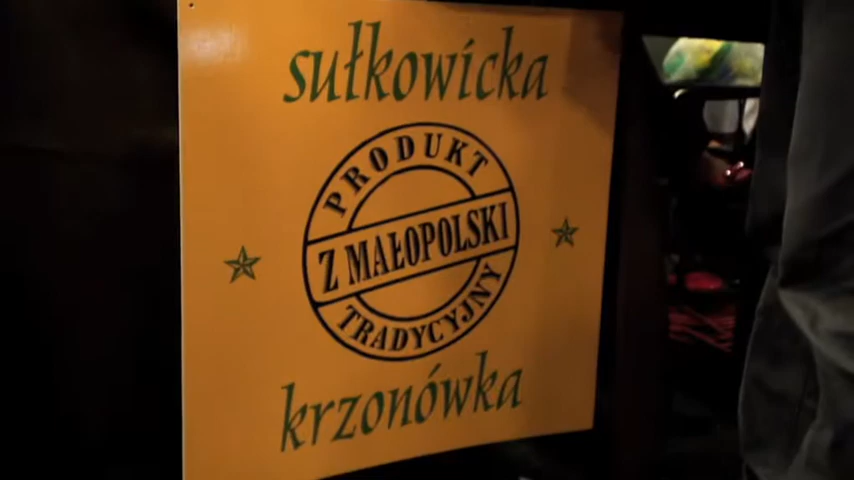 sułkowicka
PRODUKT
Z MAŁOPOLSKI
TRADYCYJNY
krzonówka